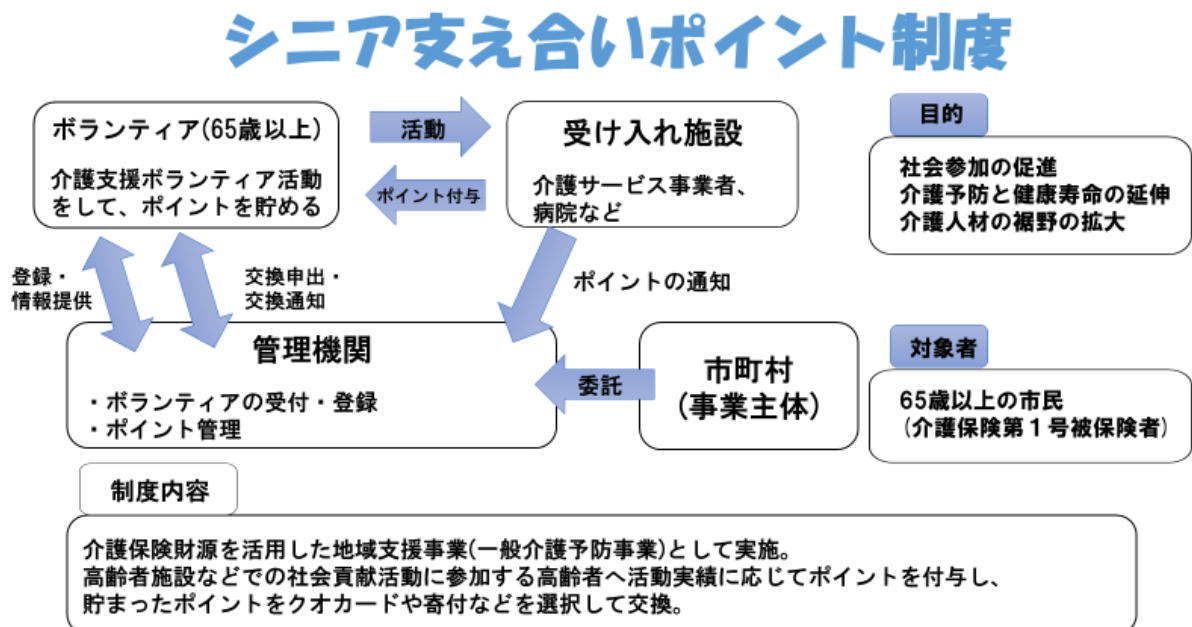 シニア支え合いポイント制度
ボランティア(65歳以上)
介護支援ボランティア活動
をして、ポイントを貯める
活動
ポイント付与
受け入れ施設
介護サービス事業者、
病院など
目的
社会参加の促進
介護予防と健康寿命の延伸
介護人材の裾野の拡大
登録・
情報提供
交換申出・
交換通知
ポイントの通知
管理機関
・ボランティアの受付・登録
・ポイント管理
委託
市町村
(事業主体)
対象者
65歳以上の市民
(介護保険第1号被保険者)
制度内容
介護保険財源を活用した地域支援事業(一般介護予防事業)として実施。
高齢者施設などでの社会貢献活動に参加する高齢者へ活動実績に応じてポイントを付与し、
貯まったポイントをクオカードや寄付などを選択して交換。